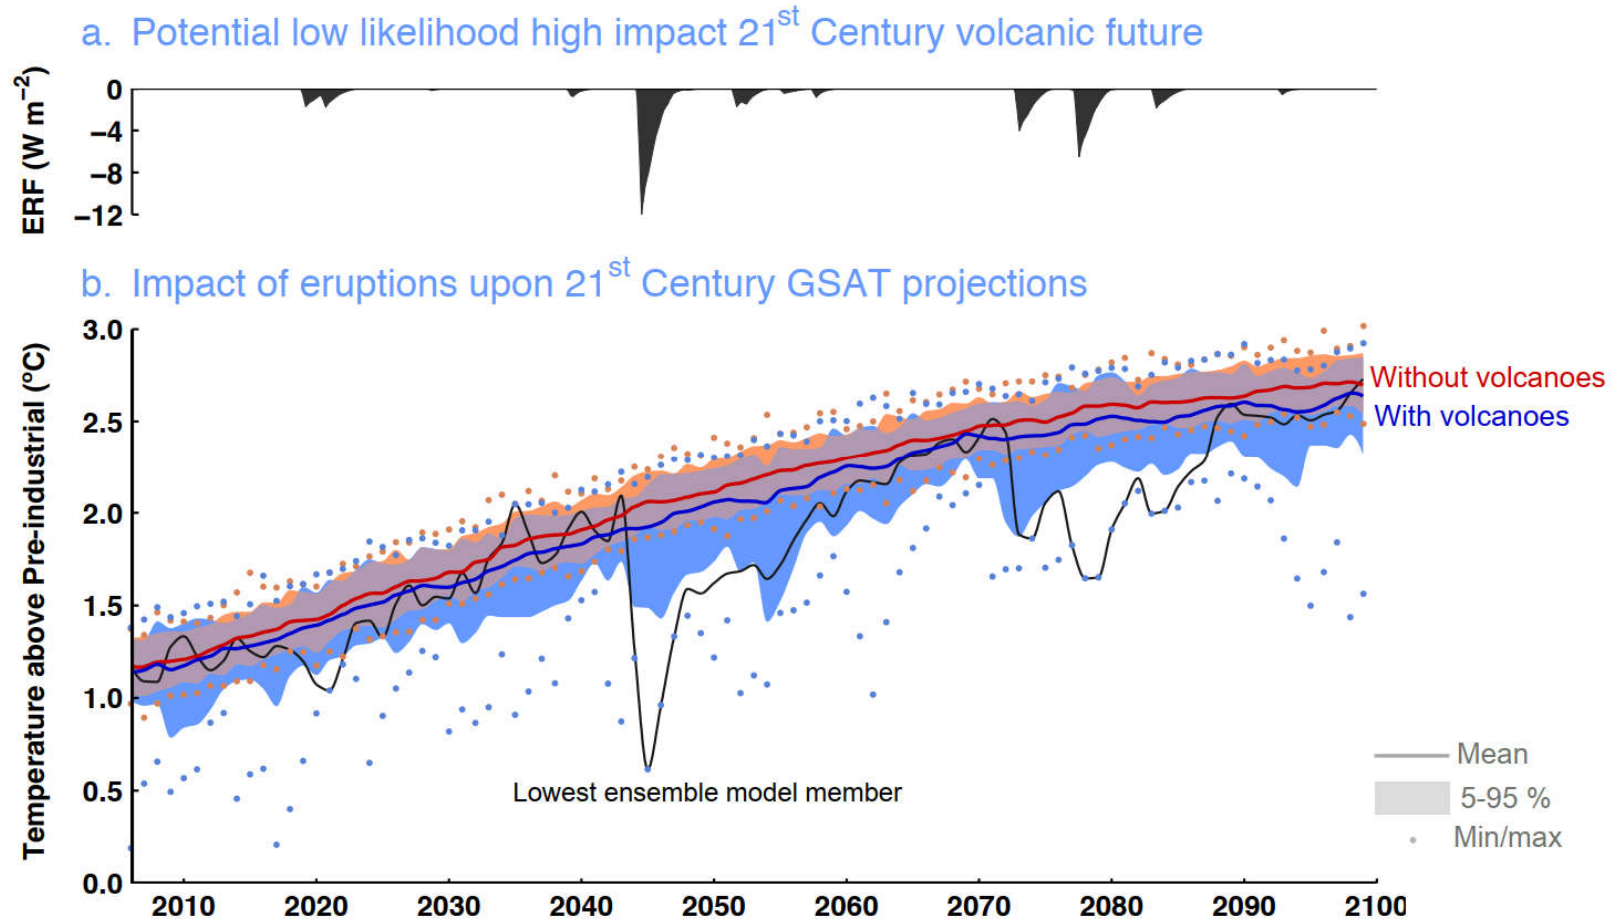 a. Potential low likelihood high impact 21st Century volcanic future
ERF (W m−2)
0
−4
−8
−12
b. Impact of eruptions upon 21st Century GSAT projections
Temperature above Pre-industrial (ºC)
3.0
2.5
2.0
1.5
1.0
0.5
0.0
Without volcanoes
With volcanoes
Lowest ensemble model member
Mean
5-95 %
Min/max
2010 2020 2030 2040 2050 2060 2070 2080 2090 2100